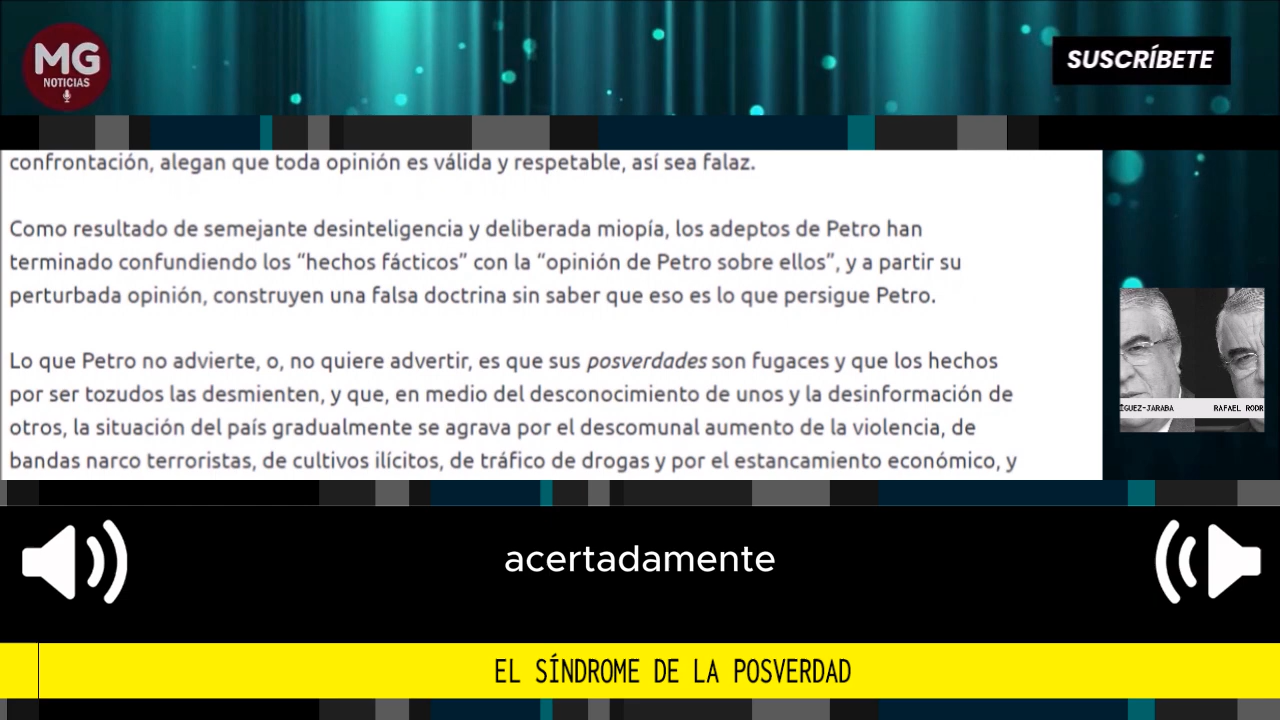 MG
NOTICIAS
SUSCRÍBETE
confrontación, alegan que toda opinión es válida y respetable, así sea falaz.
Como resultado de semejante desinteligencia y deliberada miopía, los adeptos de Petro han
terminado confundiendo los “hechos fácticos” con la “opinión de Petro sobre ellos”, y a partir su
perturbada opinión, construyen una falsa doctrina sin saber que eso es lo que persigue Petro.
Lo que Petro no advierte, o, no quiere advertir, es que sus posverdades son fugaces y que los hechos
por ser tozudos las desmienten, y que, en medio del desconocimiento de unos y la desinformación de
otros, la situación del país gradualmente se agrava por el descomunal aumento de la violencia, de
bandas narco terroristas, de cultivos ilícitos, de tráfico de drogas y por el estancamiento económico, y
ÍGUEZ-JARABA RAFAEL RODR
acertadamente
EL SÍNDROME DE LA POSVERDAD